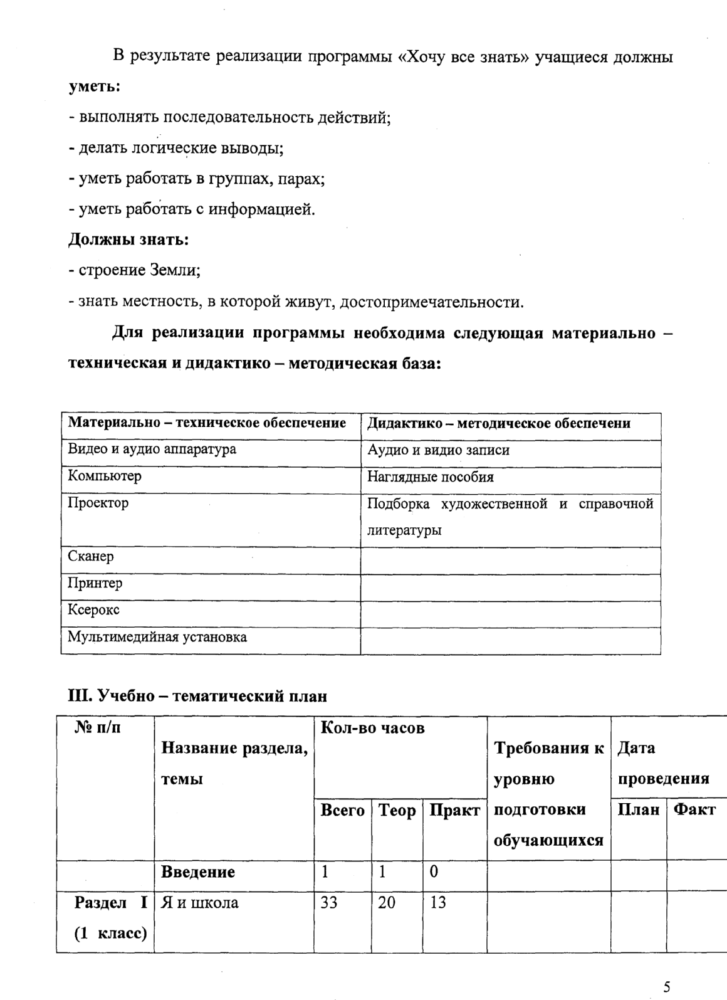 В результате реализации программы «Хочу все знать» учащиеся должны
уметь:
- выполнять последовательность действий;
- делать логические выводы;
- уметь работать в группах, парах;
- уметь работать с информацией.
Должны знать:
- строение Земли;
- знать местность, в которой живут, достопримечательности.
Для реализации программы необходима следующая материально –
техническая и дидактико – методическая база:
Материально – техническое обеспечение Дидактико – методическое обеспечени
Видео и аудио аппаратура Аудио и видио записи
Компьютер Наглядные пособия
Проектор Подборка художественной и справочной
литературы
Сканер
Принтер
Ксерокс
Мультимедийная установка
III. Учебно – тематический план
№ п/п Кол-во часов
Название раздела, Требования к Дата
темы уровню проведения
Всего Теор Практ подготовки План Факт
обучающихся
Введение 1 1 0
Раздел I Я и школа 33 20 13
(1 класс)
5